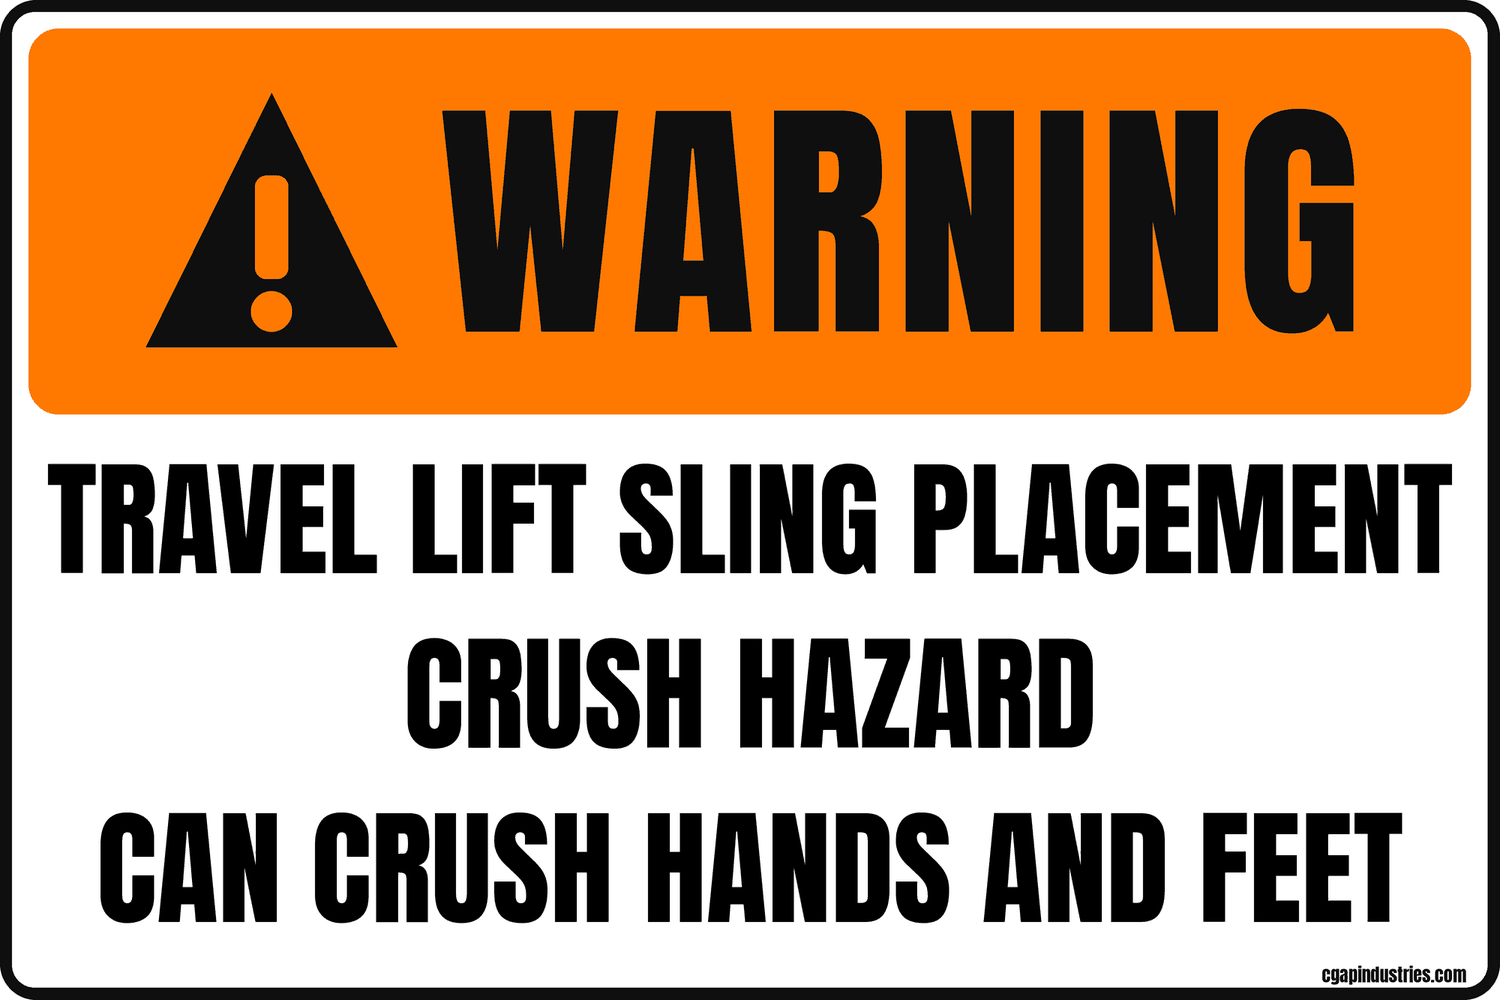 WARNING
TRAVEL LIFT SLING PLACEMENT
CRUSH HAZARD
CAN CRUSH HANDS AND FEET
cgapindustries.com